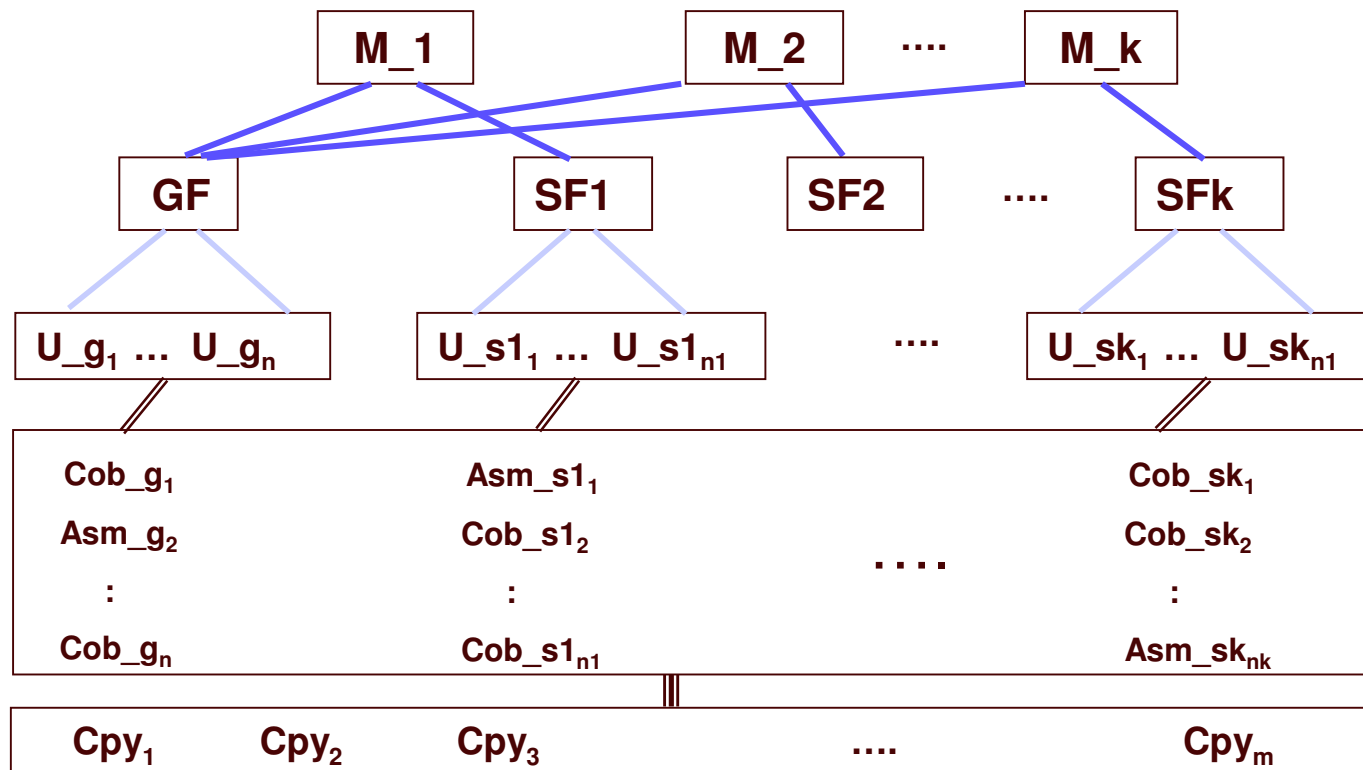 M_1 M_2 .... M_k
GF SF1 SF2 .... SFk
U_g₁ ... U_gₙ U_s1₁ ... U_s1ₙ₁ .... U_sk₁ ... U_skₙ₁
Cob_g₁ Asm_s1₁ Cob_sk₁
Asm_g₂ Cob_s1₂ .... Cob_sk₂
: : :
Cob_gₙ Cob_s1ₙ₁ Asm_skₙₖ
Cpy₁ Cpy₂ Cpy₃ .... Cpyₘ